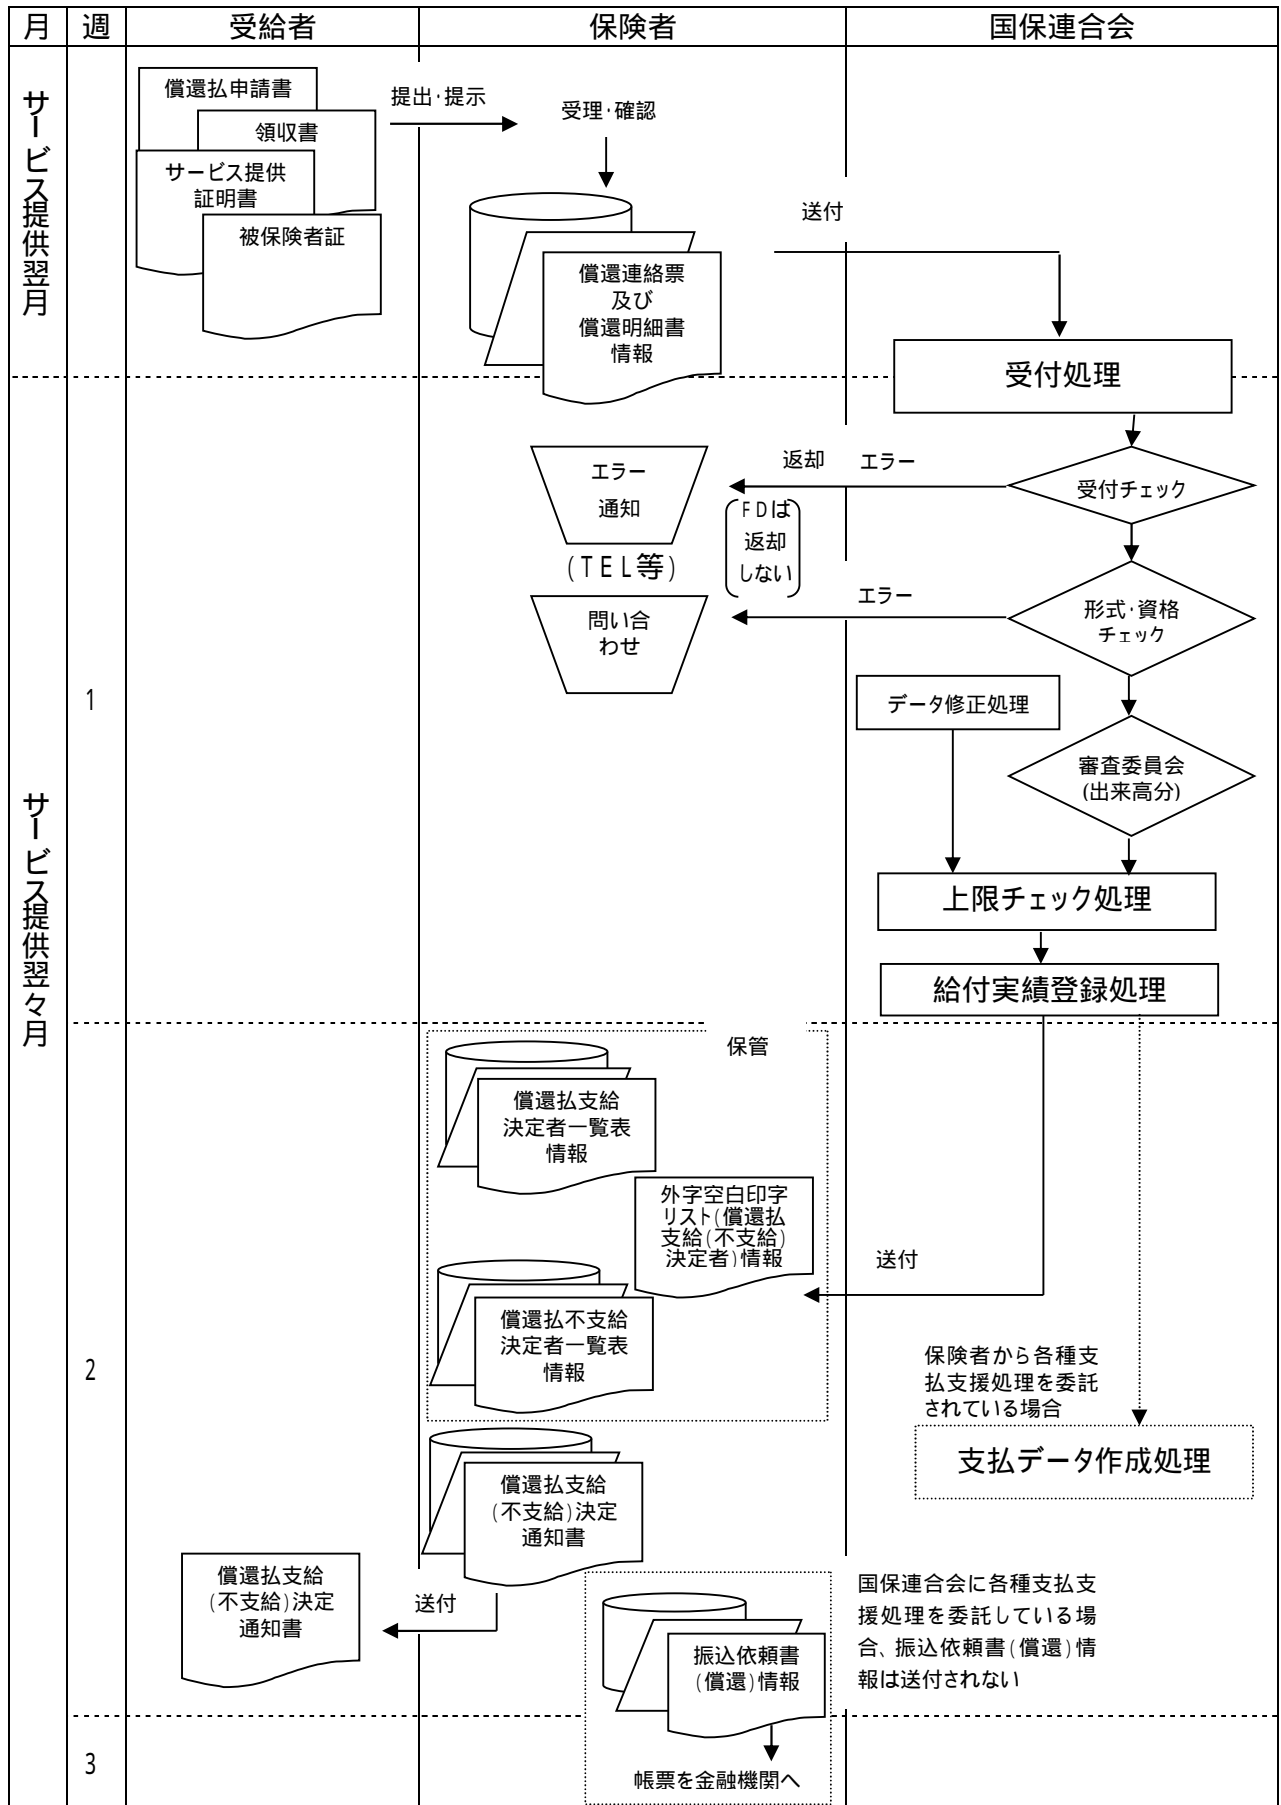 月
週
受給者
保険者
国保連合会
サービス提供翌月
償還払申請書
領収書
サービス提供
証明書
被保険者証
提出・提示
受理・確認
償還連絡票
及び
償還明細書
情報
送付
受付処理
サービス提供翌々月
1
受付チェック
返却
エラー
エラー
通知
(TEL等)
FDは
返却
しない
形式・資格
チェック
エラー
問い合
わせ
データ修正処理
審査委員会
(出来高分)
上限チェック処理
給付実績登録処理
2
保管
償還払支給
決定者一覧表
情報
外字空白印字
リスト(償還払
支給(不支給)
決定者)情報
償還払不支給
決定者一覧表
情報
送付
保険者から各種支
払支援処理を委託
されている場合
支払データ作成処理
償還払支給
(不支給)決定
通知書
送付
償還払支給
(不支給)決定
通知書
振込依頼書
(償還)情報
国保連合会に各種支払支
援処理を委託している場
合、振込依頼書(償還)情
報は送付されない
3
帳票を金融機関へ